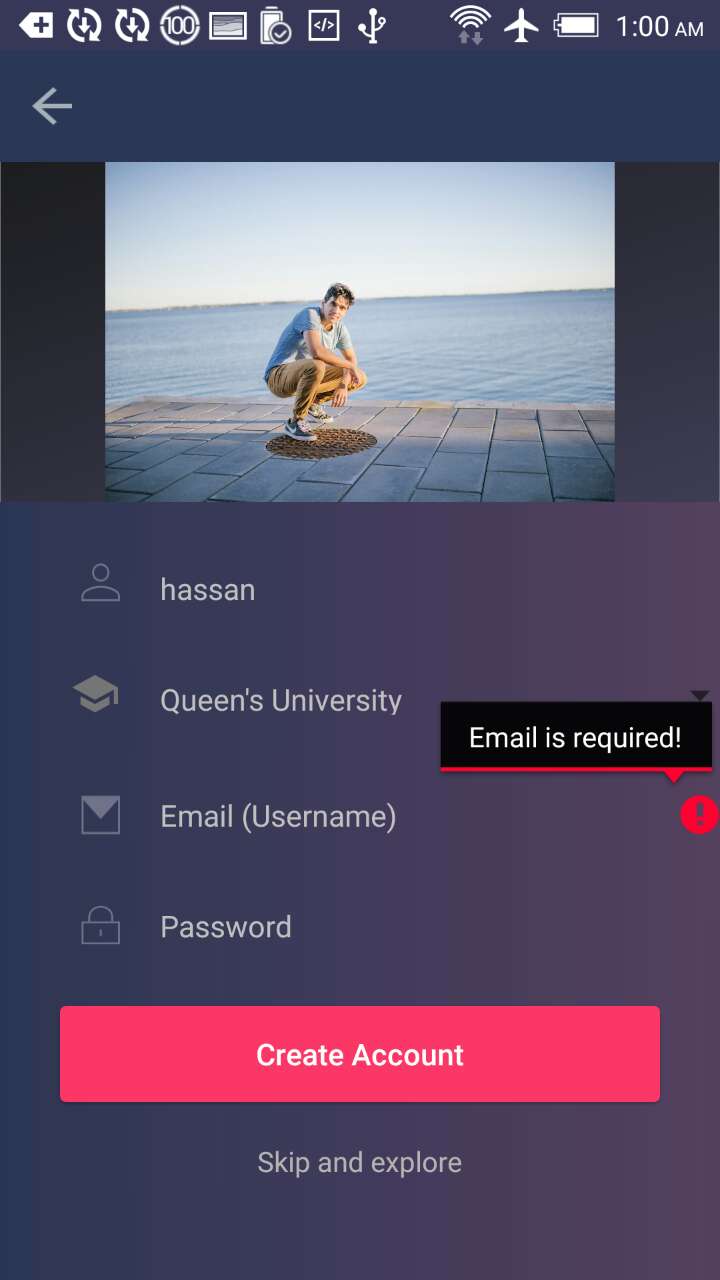 100
1:00 AM
hassan
Queen's University
Email is required!
Email (Username)
Password
Create Account
Skip and explore